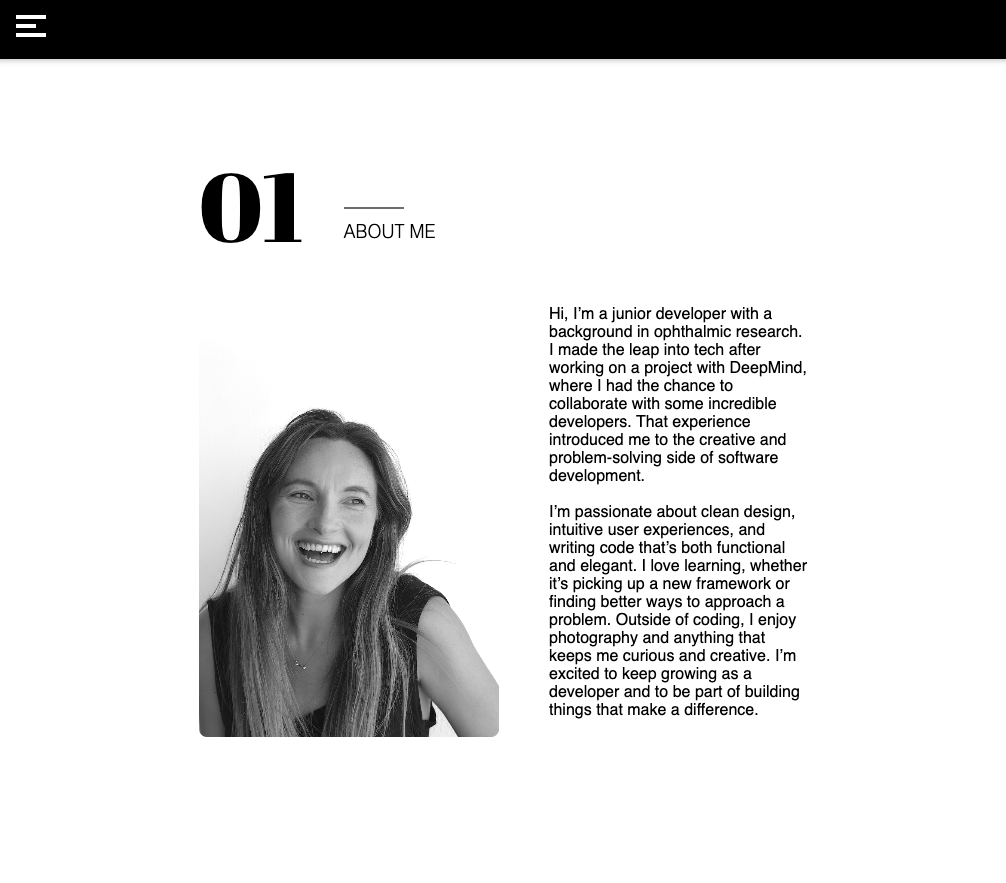 01
ABOUT ME
Hi, I’m a junior developer with a
background in ophthalmic research.
I made the leap into tech after
working on a project with DeepMind,
where I had the chance to
collaborate with some incredible
developers. That experience
introduced me to the creative and
problem-solving side of software
development.
I’m passionate about clean design,
intuitive user experiences, and
writing code that’s both functional
and elegant. I love learning, whether
it’s picking up a new framework or
finding better ways to approach a
problem. Outside of coding, I enjoy
photography and anything that
keeps me curious and creative. I’m
excited to keep growing as a
developer and to be part of building
things that make a difference.